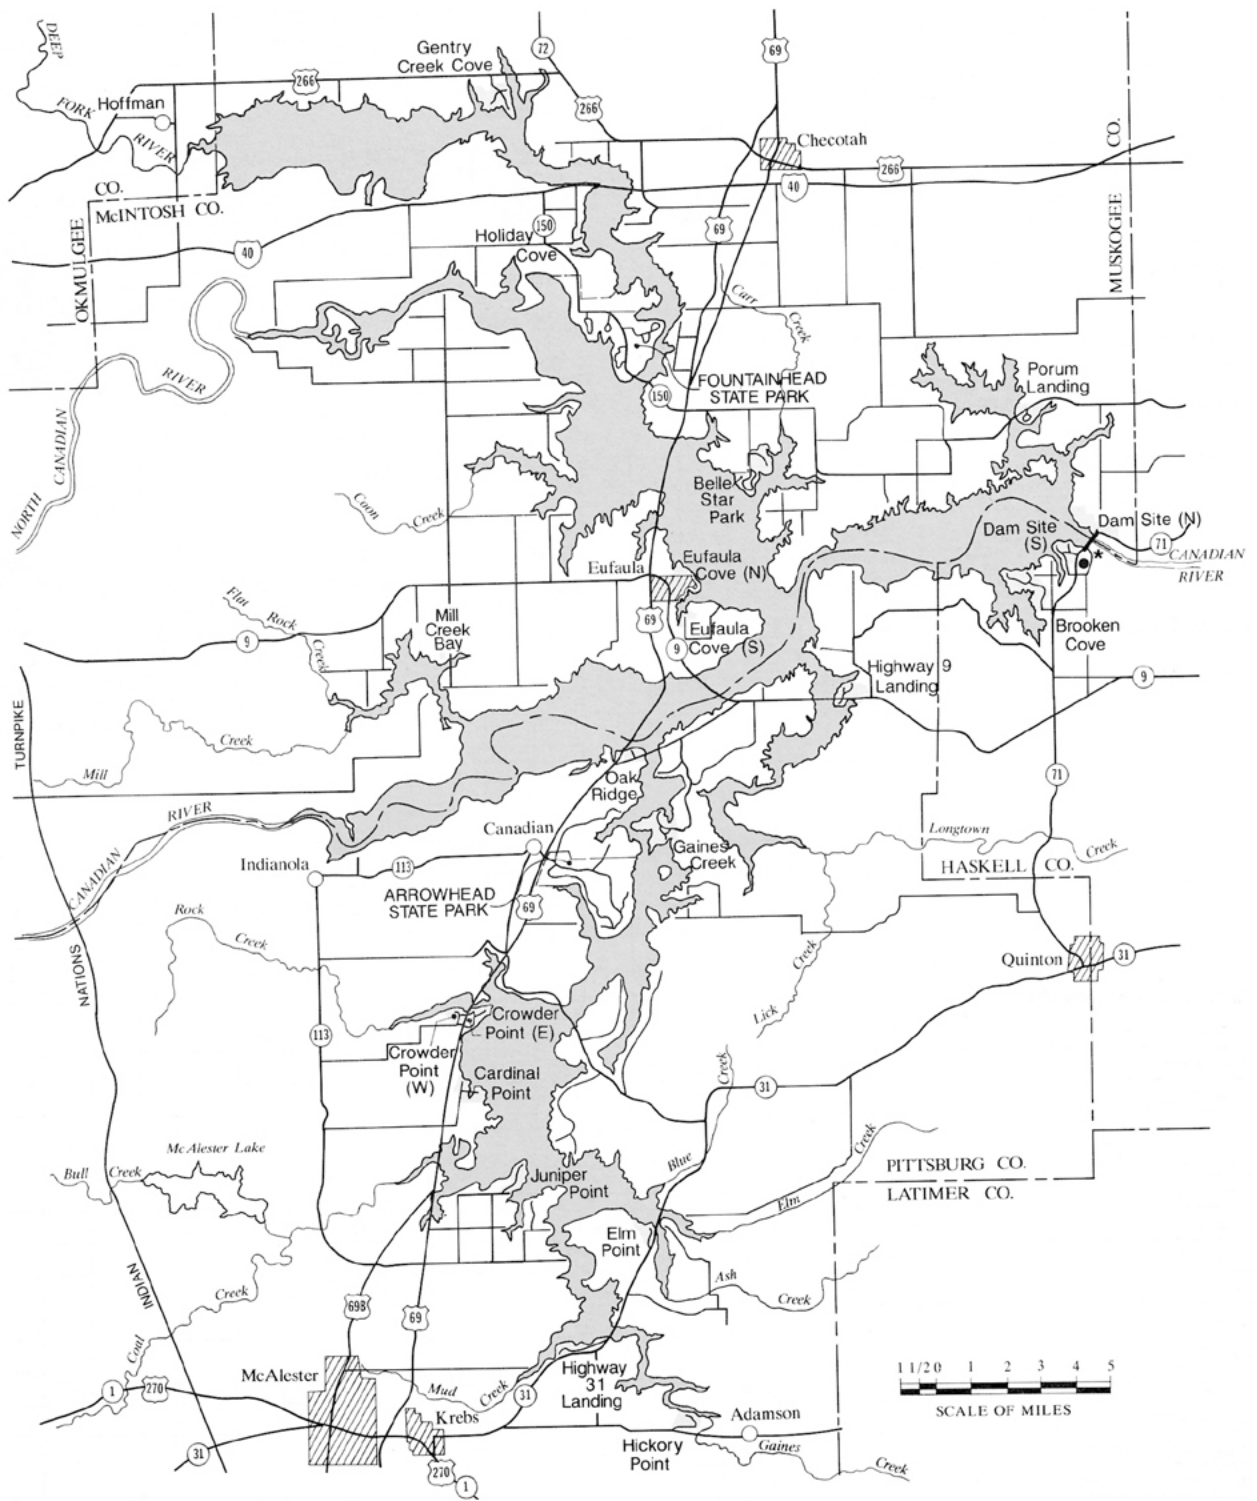 DEEP
FORK
RIVER
Hoffman
266
Gentry
Creek Cove
72
69
266
Checotah
266
40
CO.
McINTOSH CO.
OKMULGEE
MUSKOGEE
CO.
40
150
Holiday
Cove
69
Curr
Creek
RIVER
CANADIAN
NORTH
FOUNTAINHEAD
STATE PARK
150
Porum
Landing
Coon
Creek
Belle
Star
Park
Dam Site
(S)
Dam Site (N)
71
CANADIAN
RIVER
*
Eufaula
Eufaula
Cove (N)
69
Eufaula
Cove (S)
9
Flat
Rock
Creek
9
Mill
Creek
Bay
Brooken
Cove
Highway 9
Landing
9
TURNPIKE
Mill
Creek
71
Oak
Ridge
RIVER
CANADIAN
Canadian
Indianola
113
Gaines
Creek
Longtown
Creek
HASKELL CO.
ARROWHEAD
STATE PARK
69
Rock
Creek
NATIONS
Creek
Lick
Quinton
31
Crowder
Point (E)
113
Crowder
Point
(W)
Cardinal
Point
Creek
31
Mc Alester Lake
Bull Creek
Blue
Creek
Juniper
Point
PITTSBURG CO.
LATIMER CO.
Elm
Elm
Point
Ash
Creek
INDIAN
Creek
Coal
69B
69
McAlester
1
270
Mud
Creek
31
Highway
31
Landing
Krebs
31
270
1
Hickory
Point
Adamson
Gaines
Creek
1 1/2 0 1 2 3 4 5
SCALE OF MILES